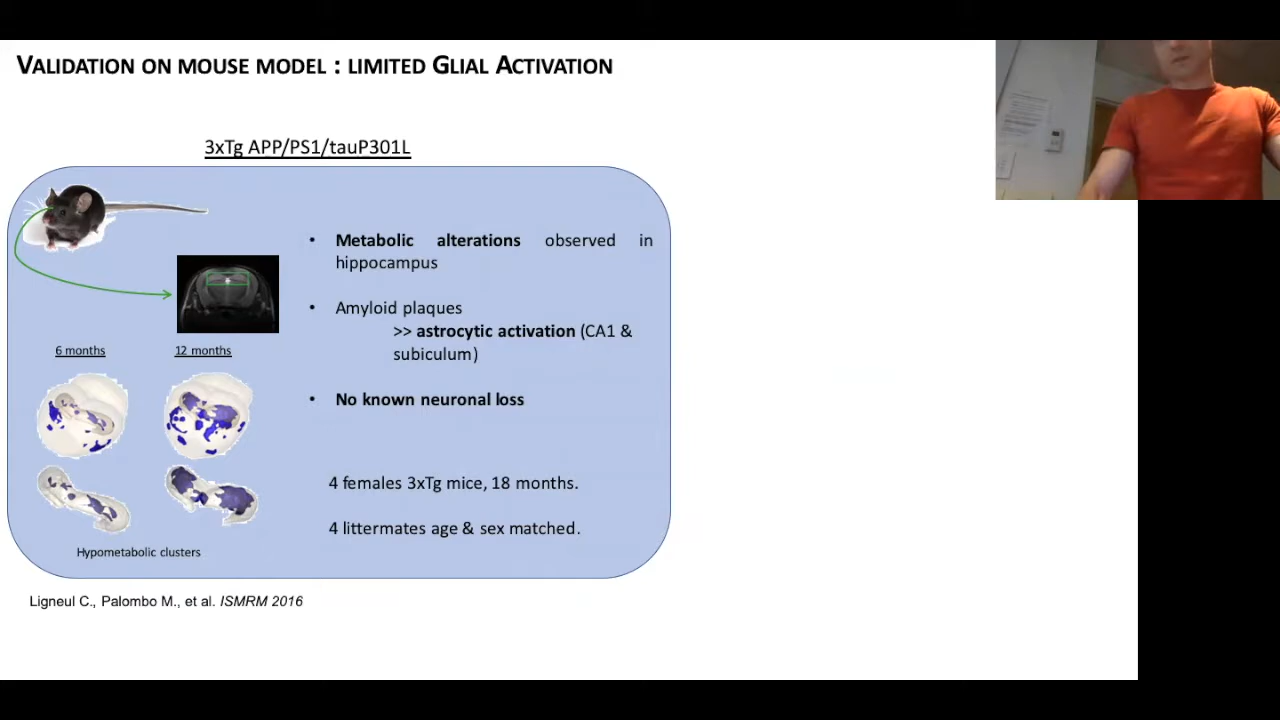 VALIDATION ON MOUSE MODEL : LIMITED GLIAL ACTIVATION
3xTg APP/PS1/tauP301L
• Metabolic alterations observed in
hippocampus
• Amyloid plaques
>> astrocytic activation (CA1 &
subiculum)
• No known neuronal loss
6 months
12 months
Hypometabolic clusters
4 females 3xTg mice, 18 months.
4 littermates age & sex matched.
Ligneul C., Palombo M., et al. ISMRM 2016